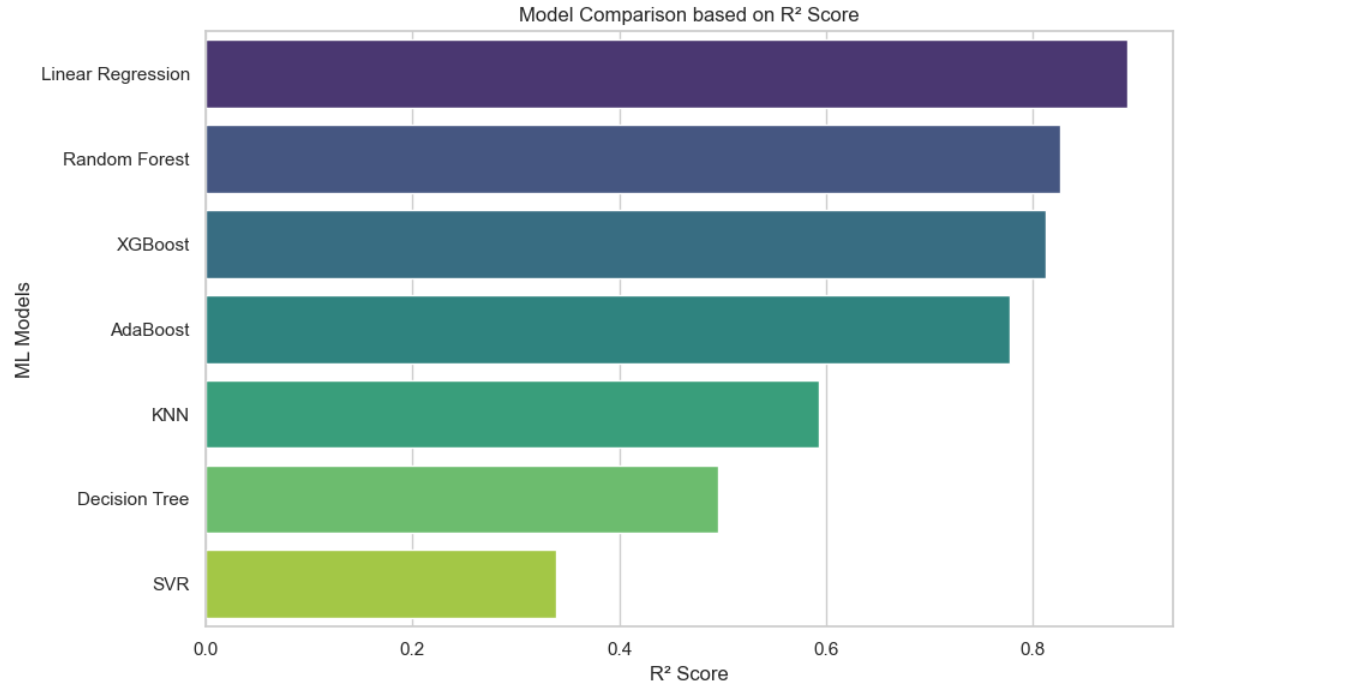 Model Comparison based on R² Score
ML Models
Linear Regression
Random Forest
XGBoost
AdaBoost
KNN
Decision Tree
SVR
0.0 0.2 0.4 0.6 0.8
R² Score